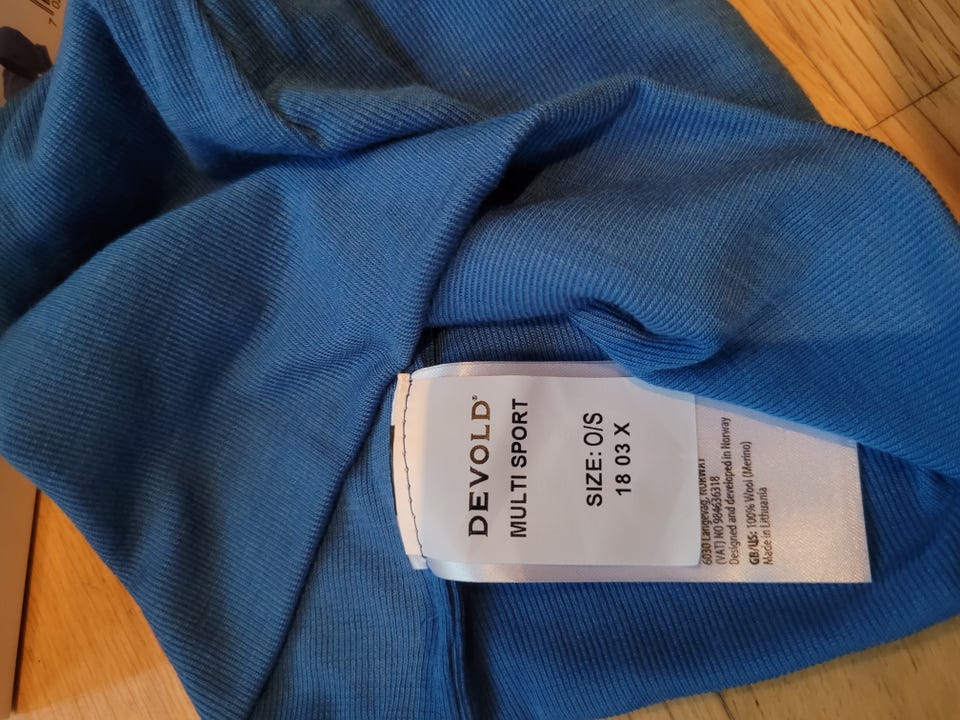 DEVOLD®
MULTI SPORT
SIZE: O/S
18 03 X
6030 Langevåg, NORWAY
(VAT) NO 984636318
Designed and developed in Norway
GB/US: 100% Wool (Merino)
Made in Lithuania